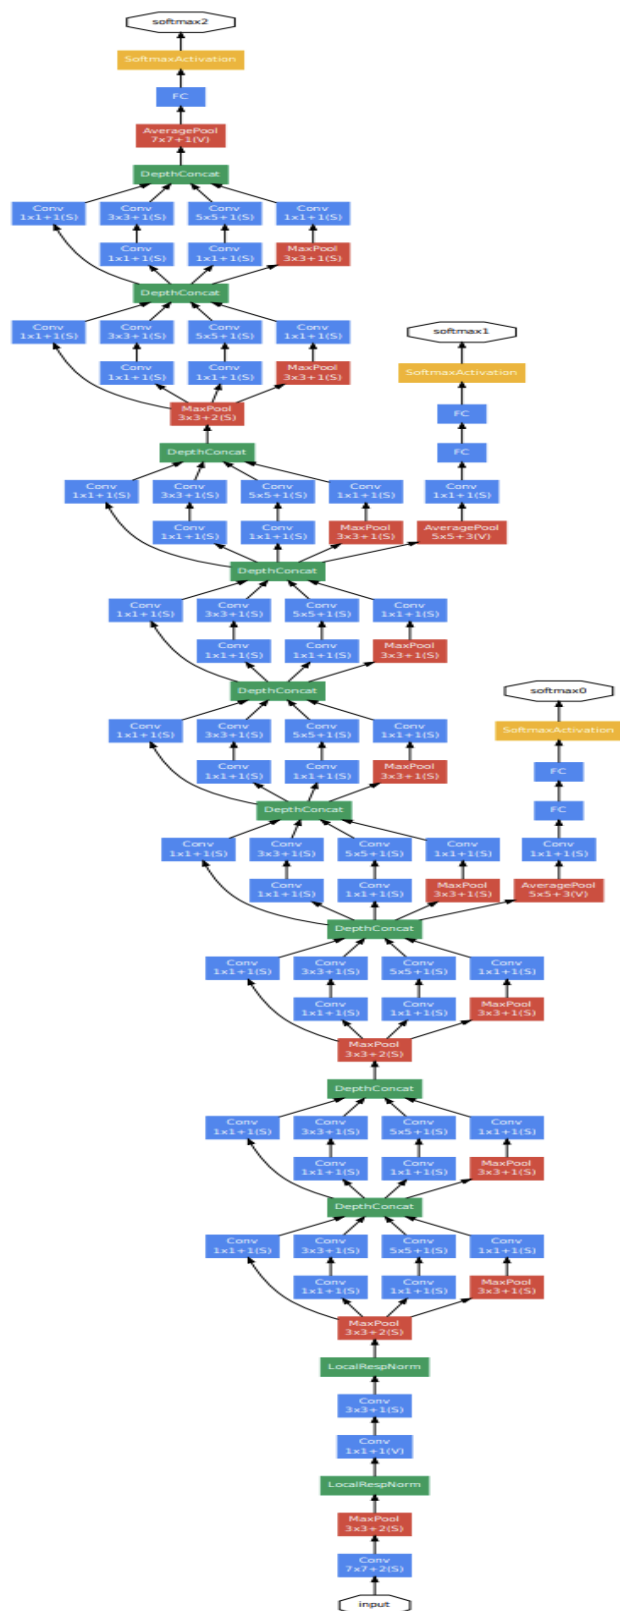 softmax2
SoftmaxActivation
FC
AveragePool
7x7+1(V)
DepthConcat
Conv Conv Conv Conv
1x1+1(S) 3x3+1(S) 5x5+1(S) 1x1+1(S)
Conv Conv MaxPool
1x1+1(S) 1x1+1(S) 3x3+1(S)
DepthConcat
Conv Conv Conv Conv
1x1+1(S) 3x3+1(S) 5x5+1(S) 1x1+1(S)
softmax1
Conv Conv MaxPool
1x1+1(S) 1x1+1(S) 3x3+1(S)
SoftmaxActivation
MaxPool
3x3+2(S)
FC
DepthConcat
FC
Conv Conv Conv Conv Conv
1x1+1(S) 3x3+1(S) 5x5+1(S) 1x1+1(S) 1x1+1(S)
Conv Conv MaxPool AveragePool
1x1+1(S) 1x1+1(S) 3x3+1(S) 5x5+3(V)
DepthConcat
Conv Conv Conv Conv
1x1+1(S) 3x3+1(S) 5x5+1(S) 1x1+1(S)
Conv Conv MaxPool
1x1+1(S) 1x1+1(S) 3x3+1(S)
DepthConcat
softmax0
Conv Conv Conv Conv
1x1+1(S) 3x3+1(S) 5x5+1(S) 1x1+1(S)
SoftmaxActivation
Conv Conv MaxPool
1x1+1(S) 1x1+1(S) 3x3+1(S)
FC
DepthConcat
FC
Conv Conv Conv Conv Conv
1x1+1(S) 3x3+1(S) 5x5+1(S) 1x1+1(S) 1x1+1(S)
Conv Conv MaxPool AveragePool
1x1+1(S) 1x1+1(S) 3x3+1(S) 5x5+3(V)
DepthConcat
Conv Conv Conv Conv
1x1+1(S) 3x3+1(S) 5x5+1(S) 1x1+1(S)
Conv Conv MaxPool
1x1+1(S) 1x1+1(S) 3x3+1(S)
MaxPool
3x3+2(S)
DepthConcat
Conv Conv Conv Conv
1x1+1(S) 3x3+1(S) 5x5+1(S) 1x1+1(S)
Conv Conv MaxPool
1x1+1(S) 1x1+1(S) 3x3+1(S)
DepthConcat
Conv Conv Conv Conv
1x1+1(S) 3x3+1(S) 5x5+1(S) 1x1+1(S)
Conv Conv MaxPool
1x1+1(S) 1x1+1(S) 3x3+1(S)
MaxPool
3x3+2(S)
LocalRespNorm
Conv
3x3+1(S)
Conv
1x1+1(V)
LocalRespNorm
MaxPool
3x3+2(S)
Conv
7x7+2(S)
input